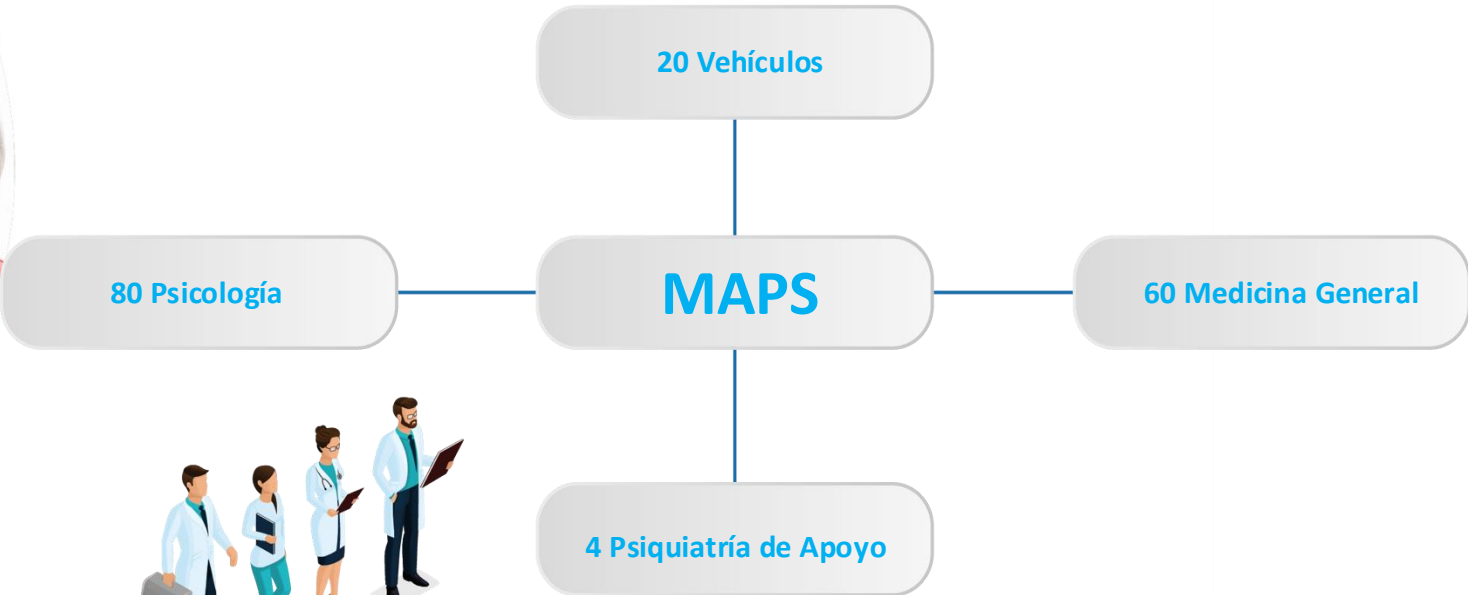 20 Vehículos
80 Psicología
MAPS
60 Medicina General
4 Psiquiatría de Apoyo